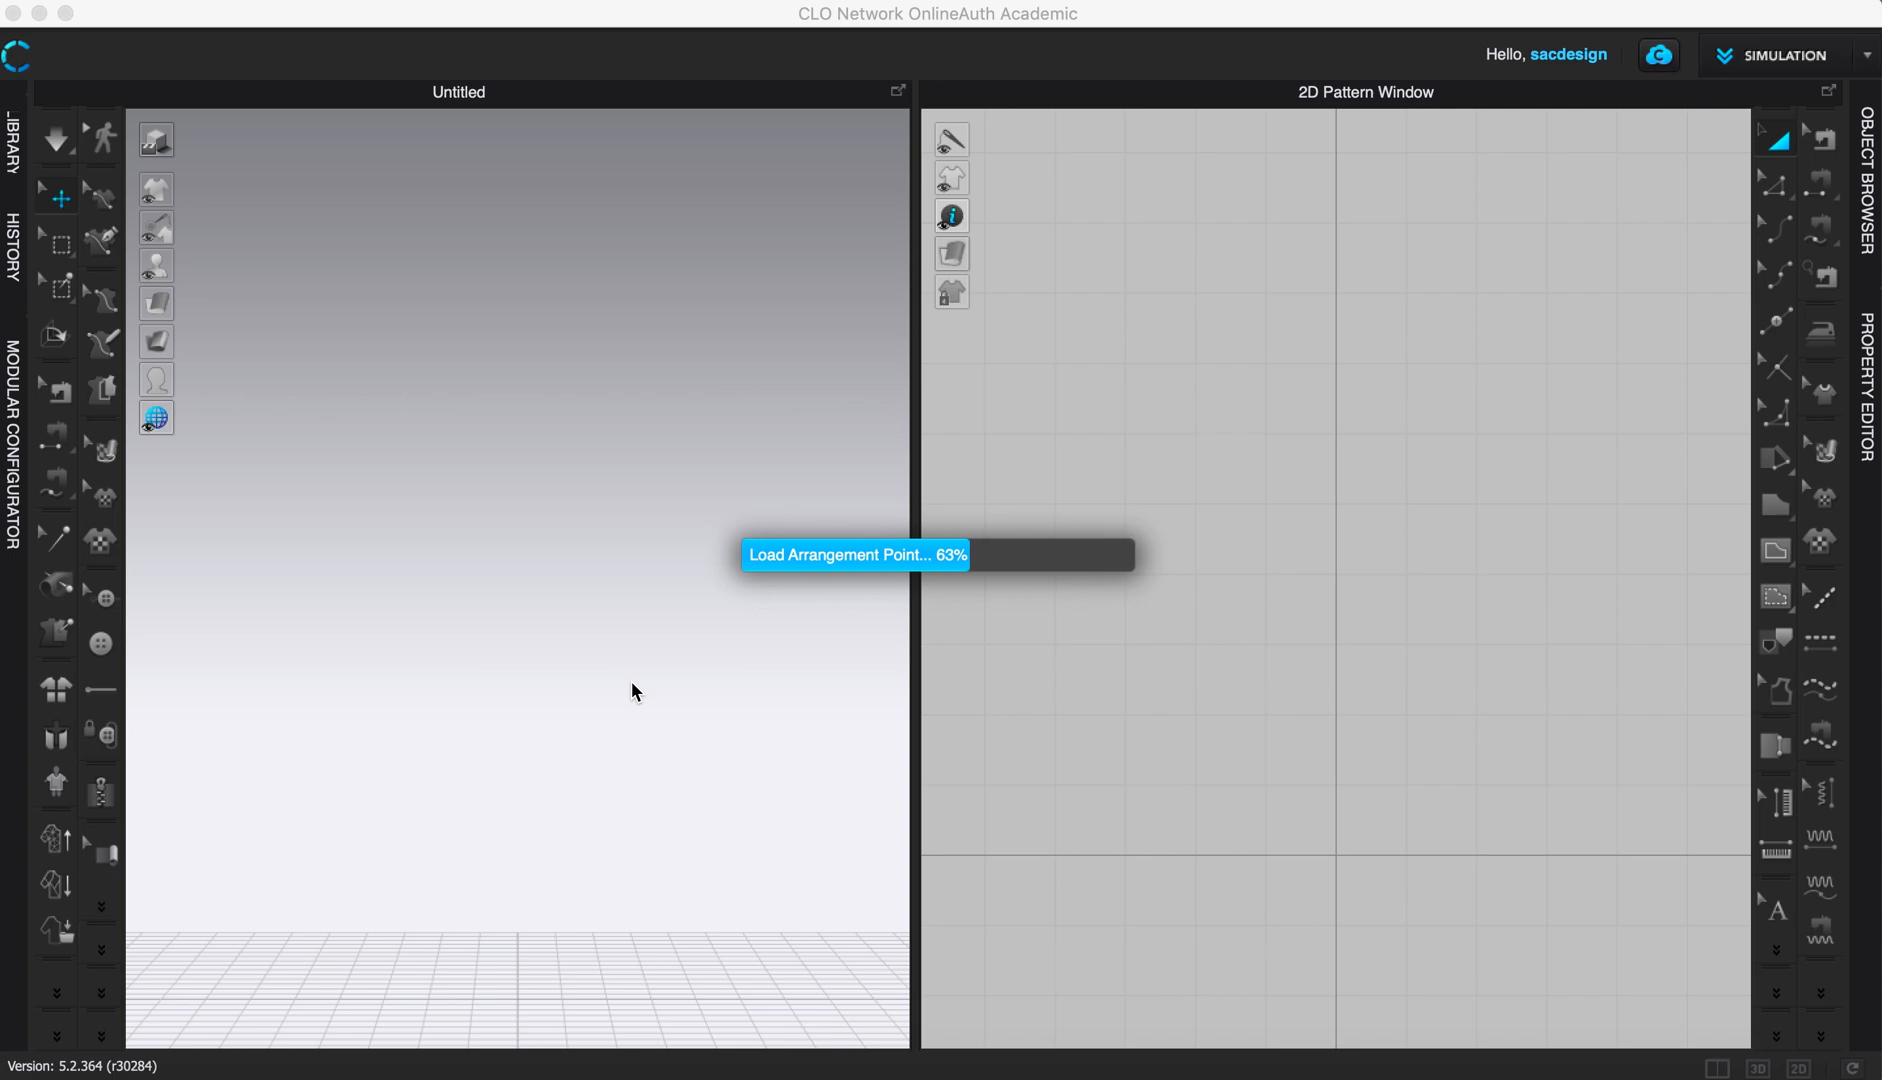 CLO Network OnlineAuth Academic
Hello, sacdesign
SIMULATION
Untitled
2D Pattern Window
LIBRARY
HISTORY
MODULAR CONFIGURATOR
OBJECT BROWSER
PROPERTY EDITOR
Load Arrangement Point... 63%
A
Version: 5.2.364 (r30284)
3D
2D